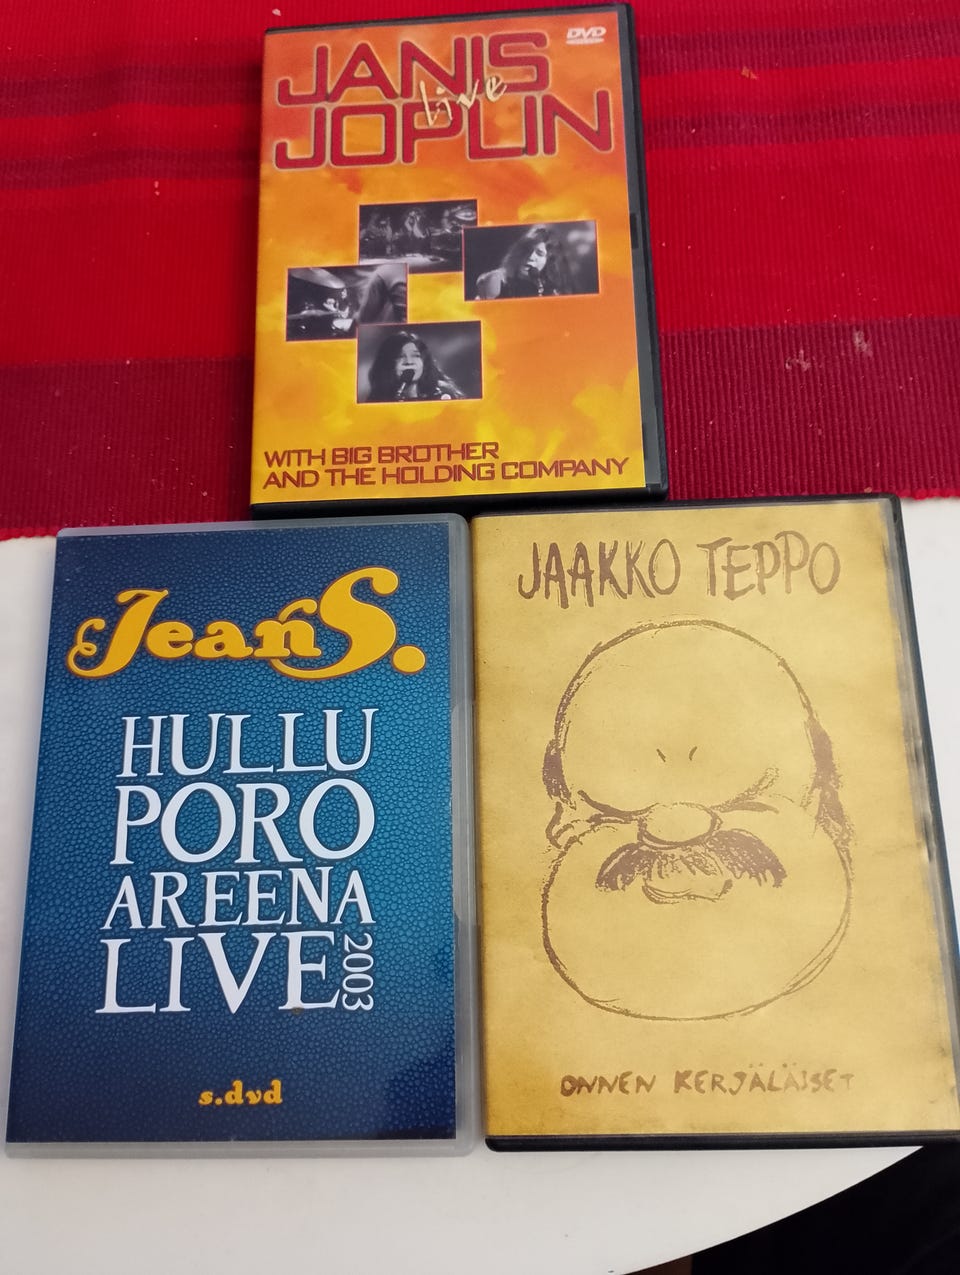 DVD
JANIS
live
JOPLIN
WITH BIG BROTHER
AND THE HOLDING COMPANY
JeanS.
HULLU
PORO
AREENA
LIVE 2003
s.dvd
JAAKKO TEPPO
ONNEN KERJÄLÄISET